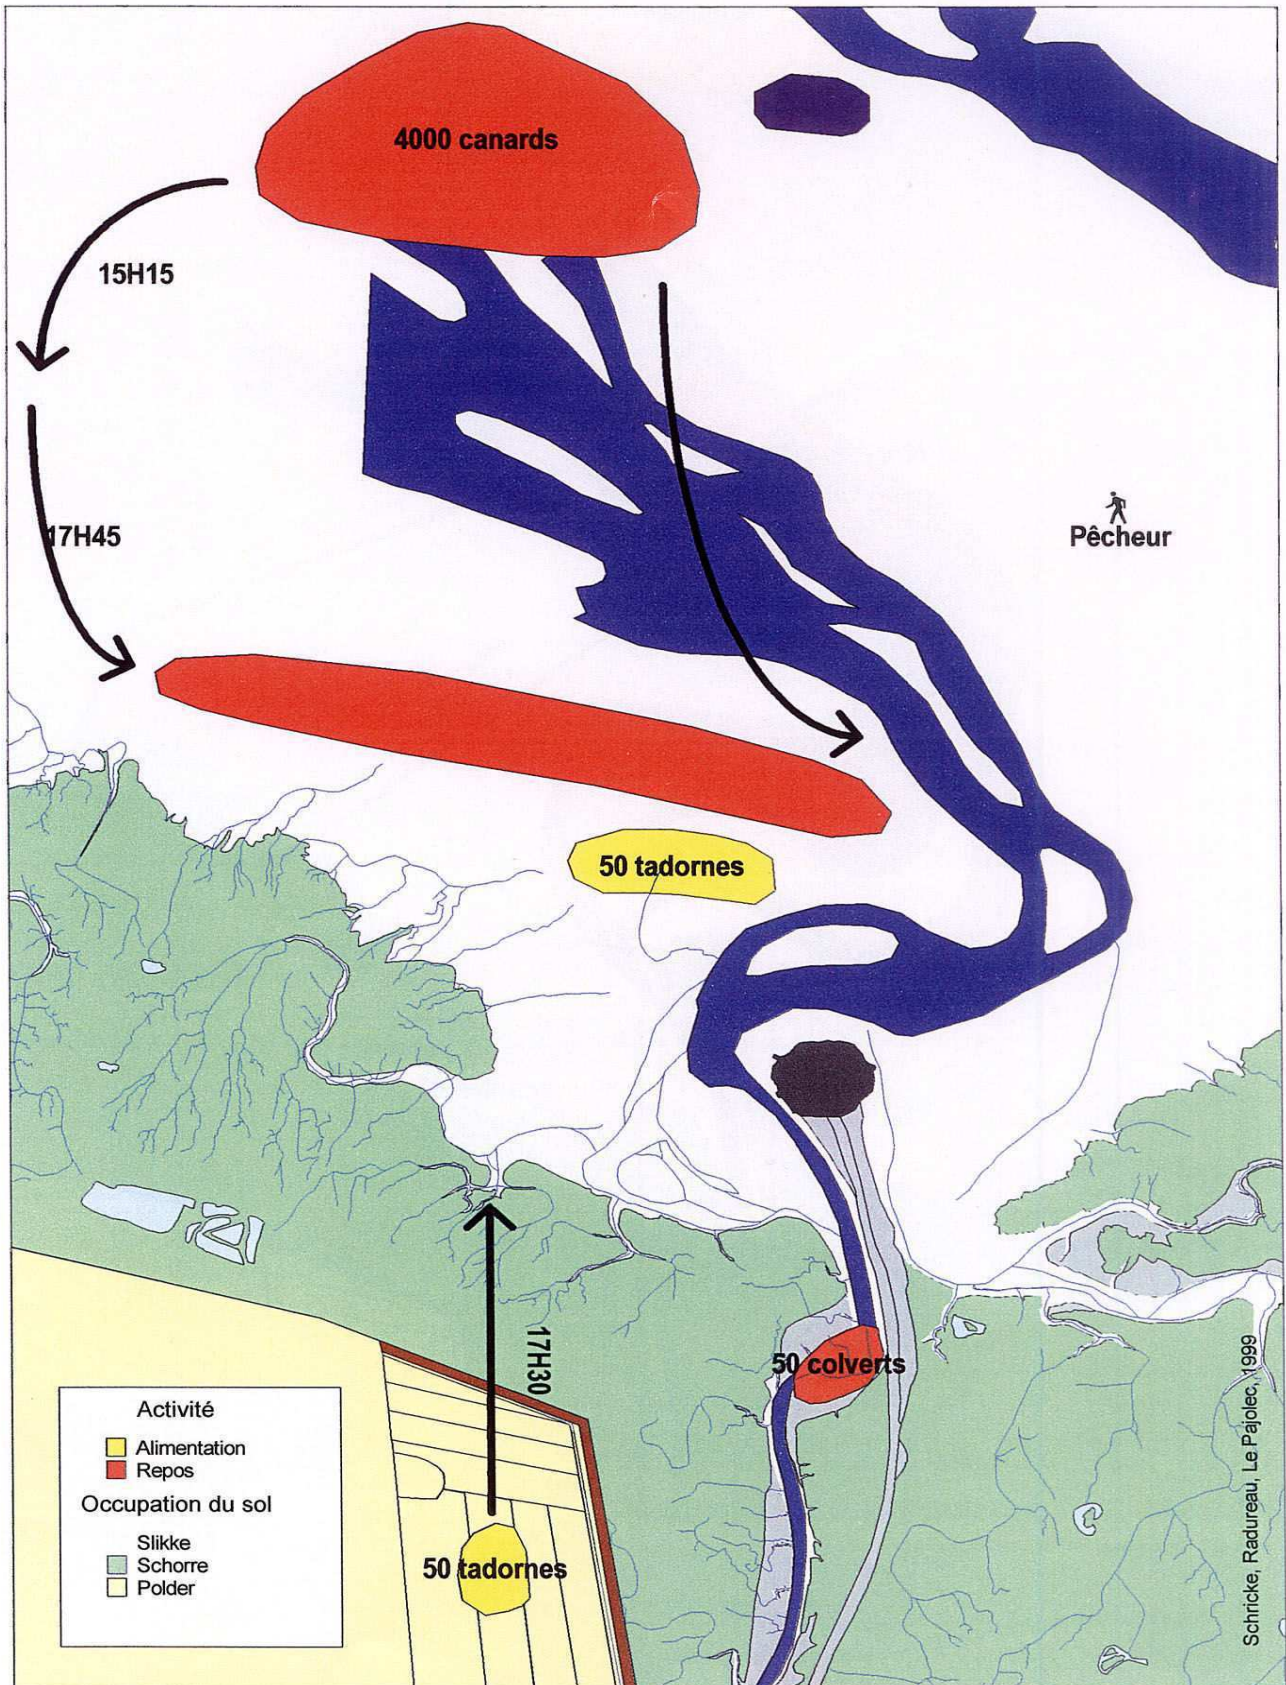 4000 canards
15H15
17H45
Pêcheur
50 tadornes
17H30
50 colverts
50 tadornes
Activité
Alimentation
Repos
Occupation du sol
Slikke
Schorre
Polder
Schricke, Radureau, Le Pajolec, 1999